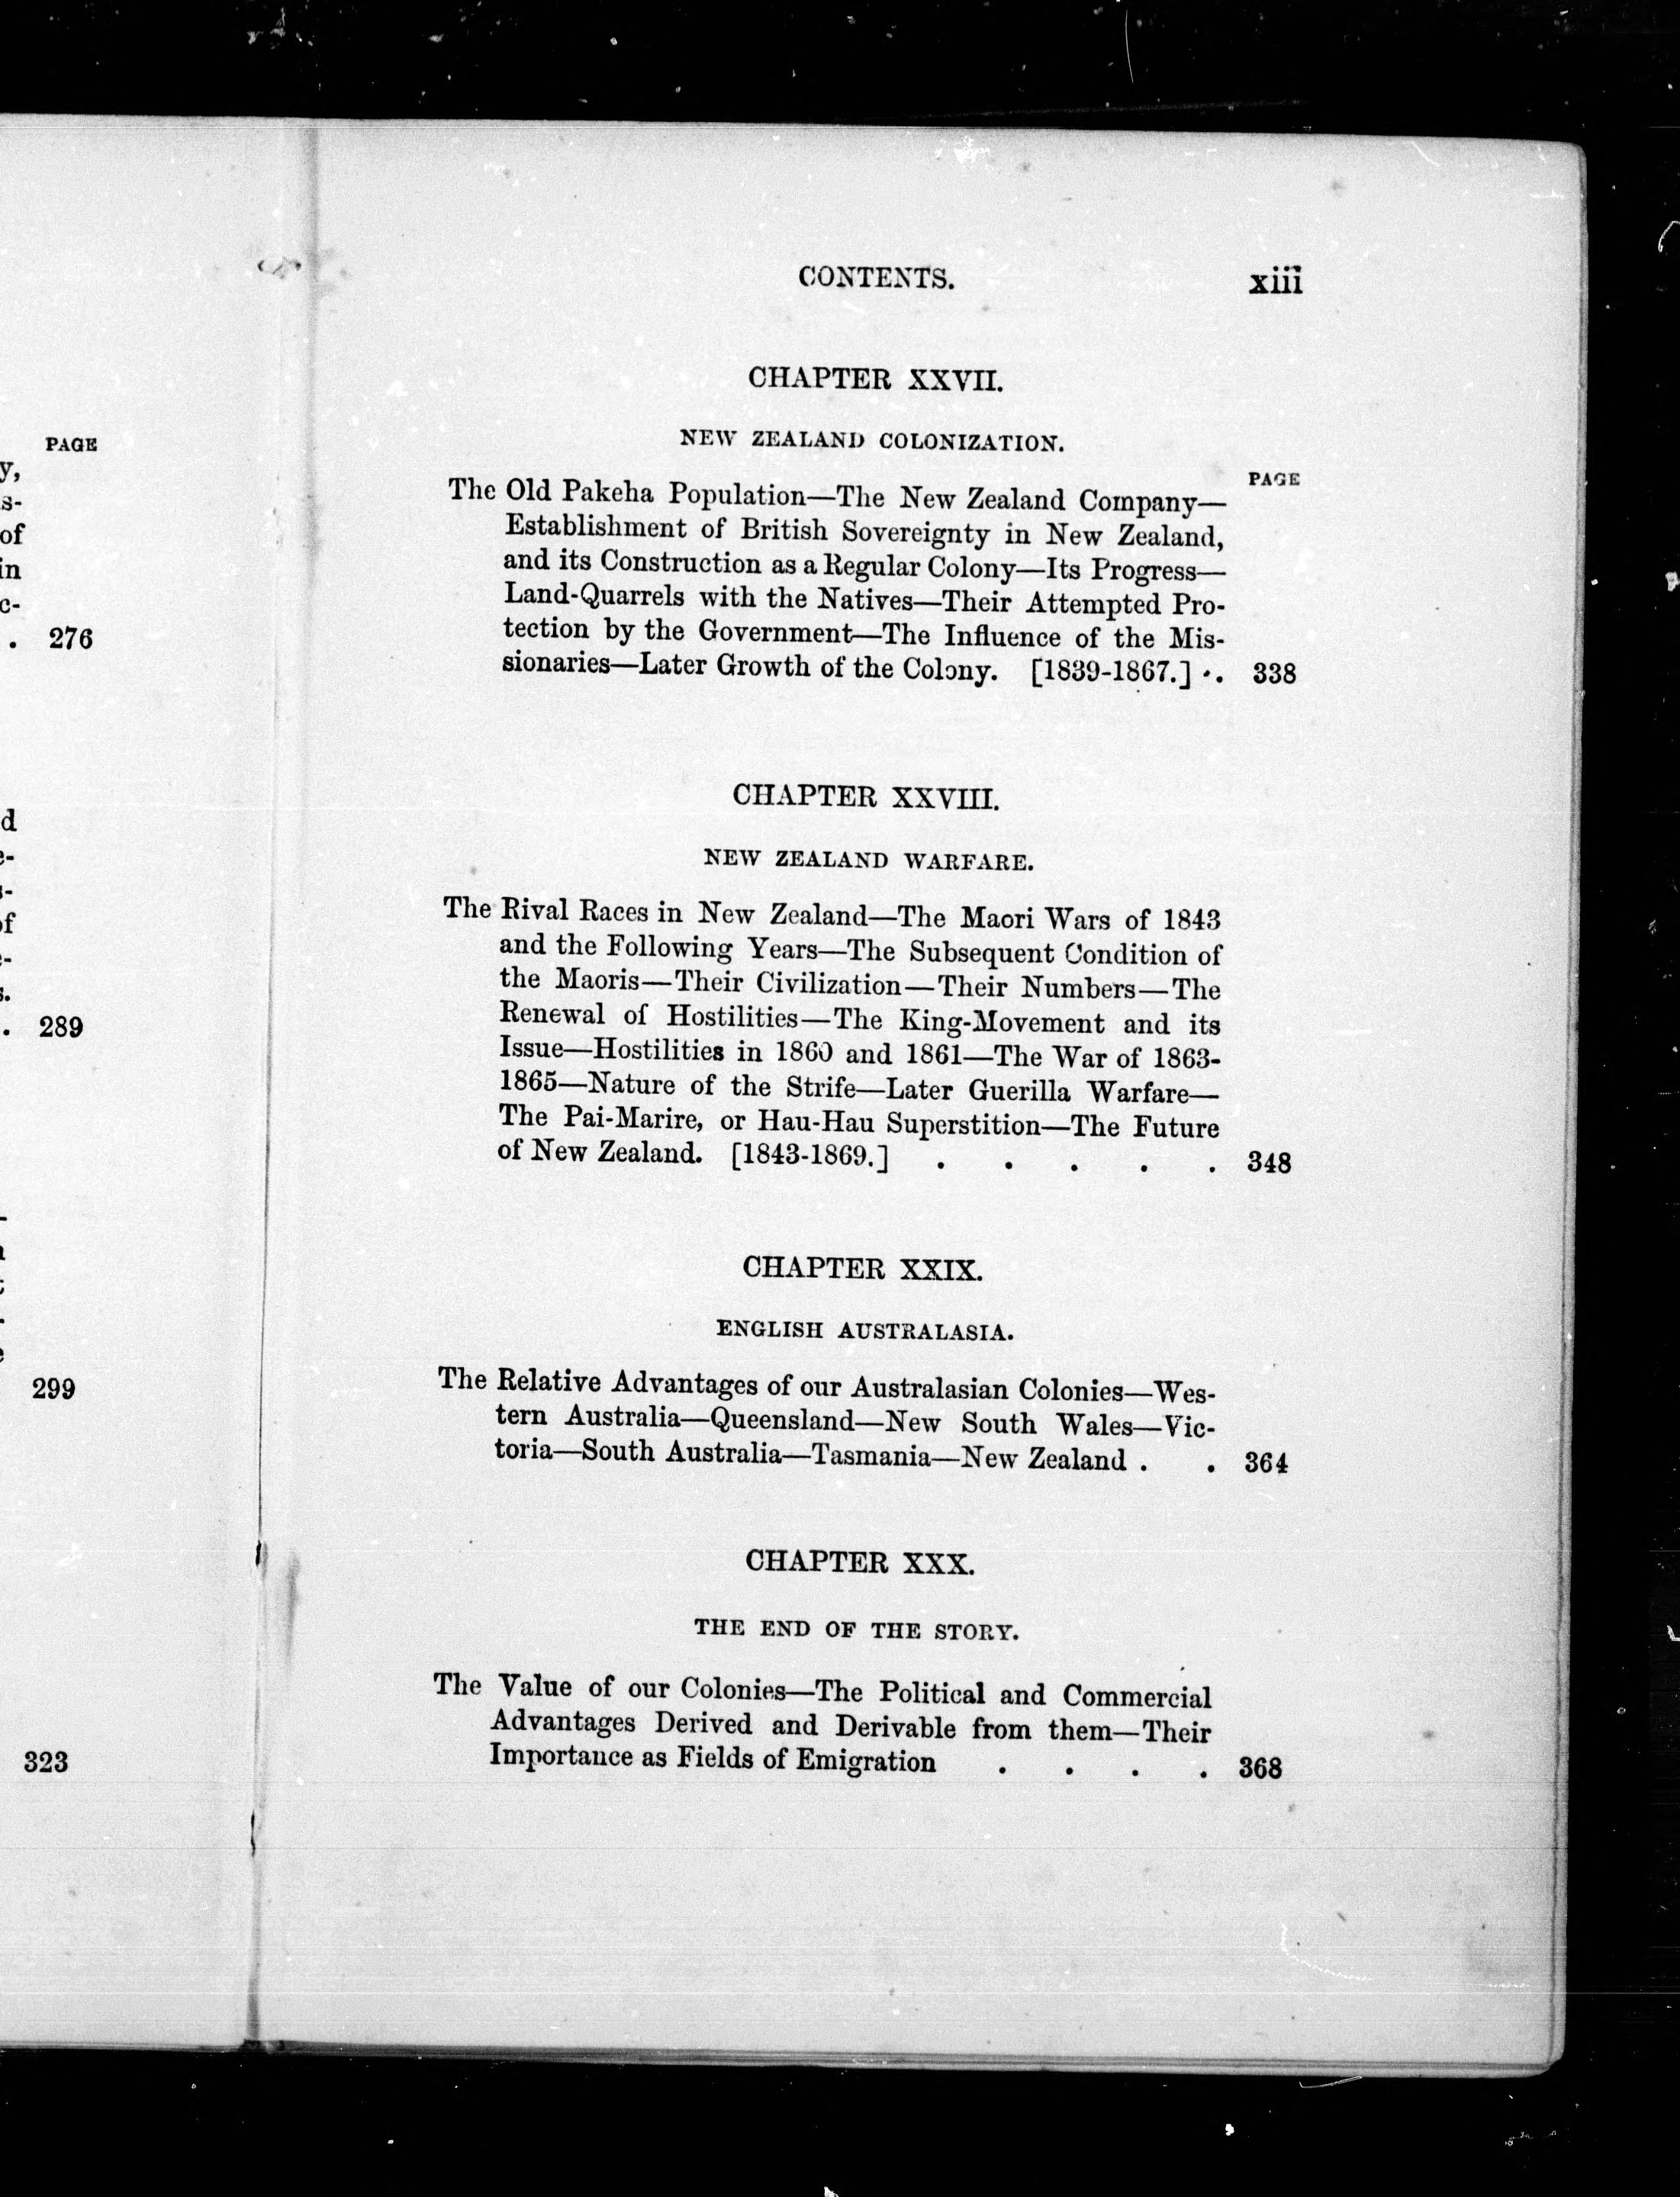 PAGE
y,
s-
of
in
c-
. 276
d
e-
s-
of
e-
s.
. 289
299
323
CONTENTS. xiii
CHAPTER XXVII.
NEW ZEALAND COLONIZATION.
PAGE
The Old Pakeha Population—The New Zealand Company—
Establishment of British Sovereignty in New Zealand,
and its Construction as a Regular Colony—Its Progress—
Land-Quarrels with the Natives—Their Attempted Pro-
tection by the Government—The Influence of the Mis-
sionaries—Later Growth of the Colony. [1839-1867.] . . 338
CHAPTER XXVIII.
NEW ZEALAND WARFARE.
The Rival Races in New Zealand—The Maori Wars of 1843
and the Following Years—The Subsequent Condition of
the Maoris—Their Civilization—Their Numbers—The
Renewal of Hostilities—The King-Movement and its
Issue—Hostilities in 1860 and 1861—The War of 1863-
1865—Nature of the Strife—Later Guerilla Warfare—
The Pai-Marire, or Hau-Hau Superstition—The Future
of New Zealand. [1843-1869.] . . . . . 348
CHAPTER XXIX.
ENGLISH AUSTRALASIA.
The Relative Advantages of our Australasian Colonies—Wes-
tern Australia—Queensland—New South Wales—Vic-
toria—South Australia—Tasmania—New Zealand . . 364
CHAPTER XXX.
THE END OF THE STORY.
The Value of our Colonies—The Political and Commercial
Advantages Derived and Derivable from them—Their
Importance as Fields of Emigration . . . . 368